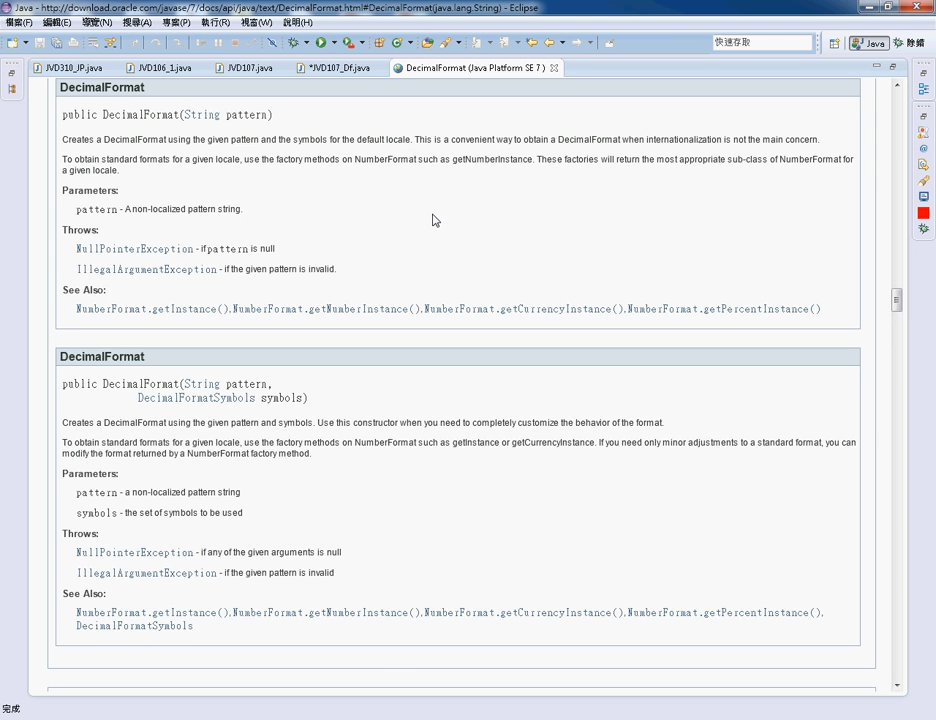 Java - http://download.oracle.com/javase/7/docs/api/java/text/DecimalFormat.html#DecimalFormat(java.lang.String) - Eclipse
檔案(F) 編輯(E) 導覽(N) 搜尋(A) 專案(P) 執行(R) 視窗(W) 說明(H)
快速存取 Java 除錯
JVD310_JP.java JVD106_1.java JVD107.java *JVD107_Df.java DecimalFormat (Java Platform SE 7 )
DecimalFormat
public DecimalFormat(String pattern)
Creates a DecimalFormat using the given pattern and the symbols for the default locale. This is a convenient way to obtain a DecimalFormat when internationalization is not the main concern.
To obtain standard formats for a given locale, use the factory methods on NumberFormat such as getNumberInstance. These factories will return the most appropriate sub-class of NumberFormat for
a given locale.
Parameters:
pattern - A non-localized pattern string.
Throws:
NullPointerException - if pattern is null
IllegalArgumentException - if the given pattern is invalid.
See Also:
NumberFormat.getInstance(), NumberFormat.getNumberInstance(), NumberFormat.getCurrencyInstance(), NumberFormat.getPercentInstance()
DecimalFormat
public DecimalFormat(String pattern,
DecimalFormatSymbols symbols)
Creates a DecimalFormat using the given pattern and symbols. Use this constructor when you need to completely customize the behavior of the format.
To obtain standard formats for a given locale, use the factory methods on NumberFormat such as getInstance or getCurrencyInstance. If you need only minor adjustments to a standard format, you can
modify the format returned by a NumberFormat factory method.
Parameters:
pattern - a non-localized pattern string
symbols - the set of symbols to be used
Throws:
NullPointerException - if any of the given arguments is null
IllegalArgumentException - if the given pattern is invalid
See Also:
NumberFormat.getInstance(), NumberFormat.getNumberInstance(), NumberFormat.getCurrencyInstance(), NumberFormat.getPercentInstance(),
DecimalFormatSymbols
完成